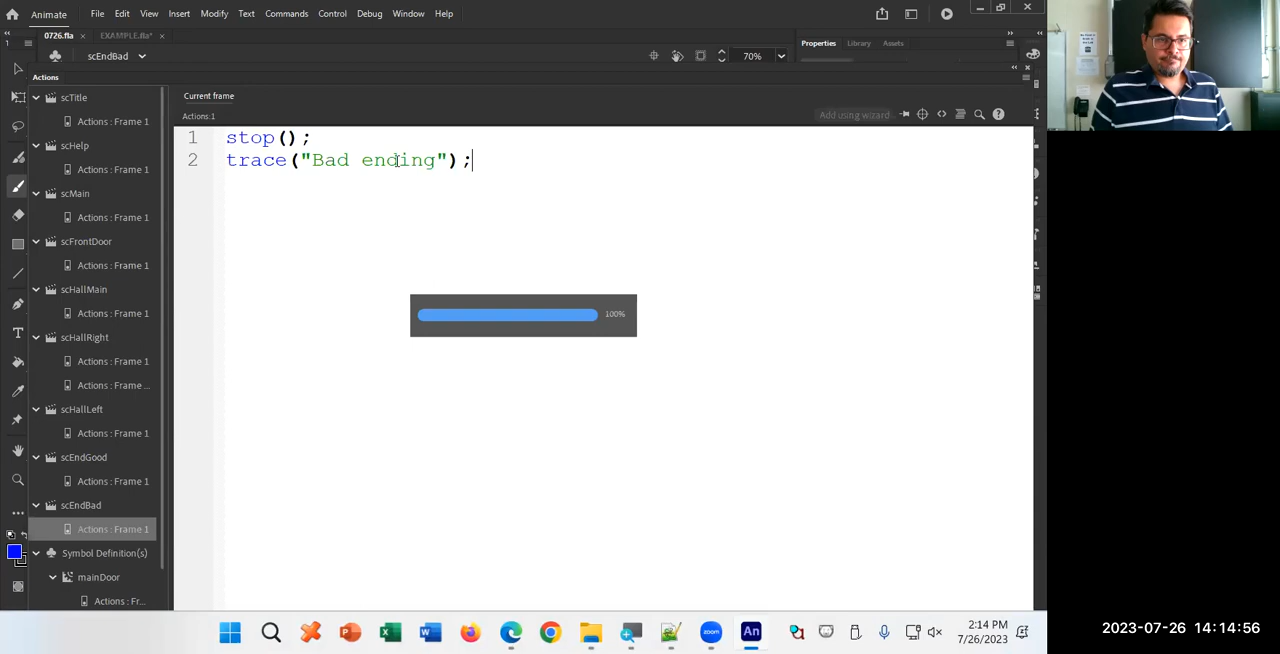 Animate File Edit View Insert Modify Text Commands Control Debug Window Help
0726.fla × EXAMPLE.fla* ×
scEndBad 70% Properties Library Assets
Actions
Current frame
Actions:1 Add using wizard
scTitle
Actions : Frame 1
scHelp
Actions : Frame 1
scMain
Actions : Frame 1
scFrontDoor
Actions : Frame 1
scHallMain
Actions : Frame 1
scHallRight
Actions : Frame 1
Actions : Frame ...
scHallLeft
Actions : Frame 1
scEndGood
Actions : Frame 1
scEndBad
Actions : Frame 1
Symbol Definition(s)
mainDoor
Actions : Fr...
1 stop();
2 trace("Bad ending");
100%
zoom
An
2:14 PM
7/26/2023
2023-07-26 14:14:56